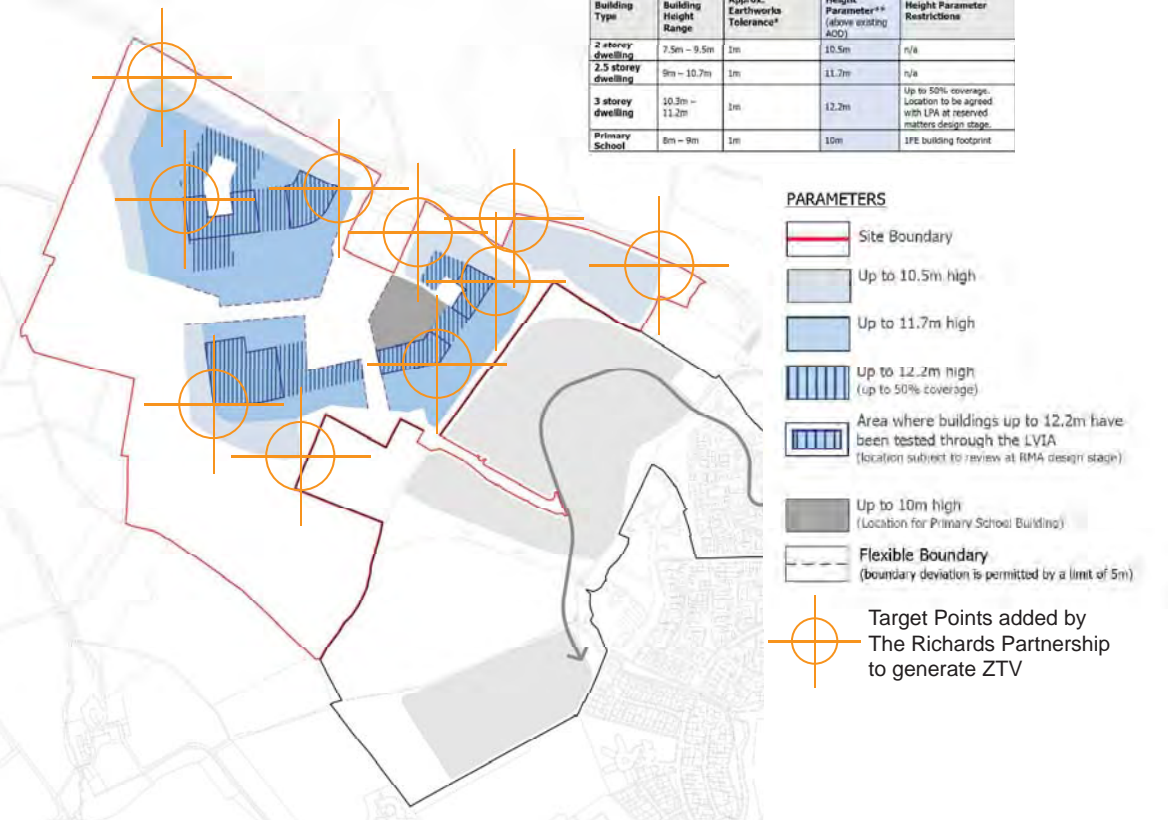 Building Building Approx. Height Height Parameter
Type Height Earthworks Parameter** Restrictions
Range Tolerance* (above existing
AOD)
2 storey
dwelling 7.5m – 9.5m 1m 10.5m n/a
2.5 storey
dwelling 9m – 10.7m 1m 11.7m n/a
3 storey
dwelling 10.3m –
11.2m 1m 12.2m Up to 50% coverage.
Location to be agreed
with LPA at reserved
matters design stage.
Primary
School 8m – 9m 1m 10m 1FE building footprint
PARAMETERS
Site Boundary
Up to 10.5m high
Up to 11.7m high
Up to 12.2m high
(up to 50% coverage)
Area where buildings up to 12.2m have
been tested through the LVIA
(location subject to review at RMA design stage)
Up to 10m high
(Location for Primary School Building)
Flexible Boundary
(boundary deviation is permitted by a limit of 5m)
Target Points added by
The Richards Partnership
to generate ZTV